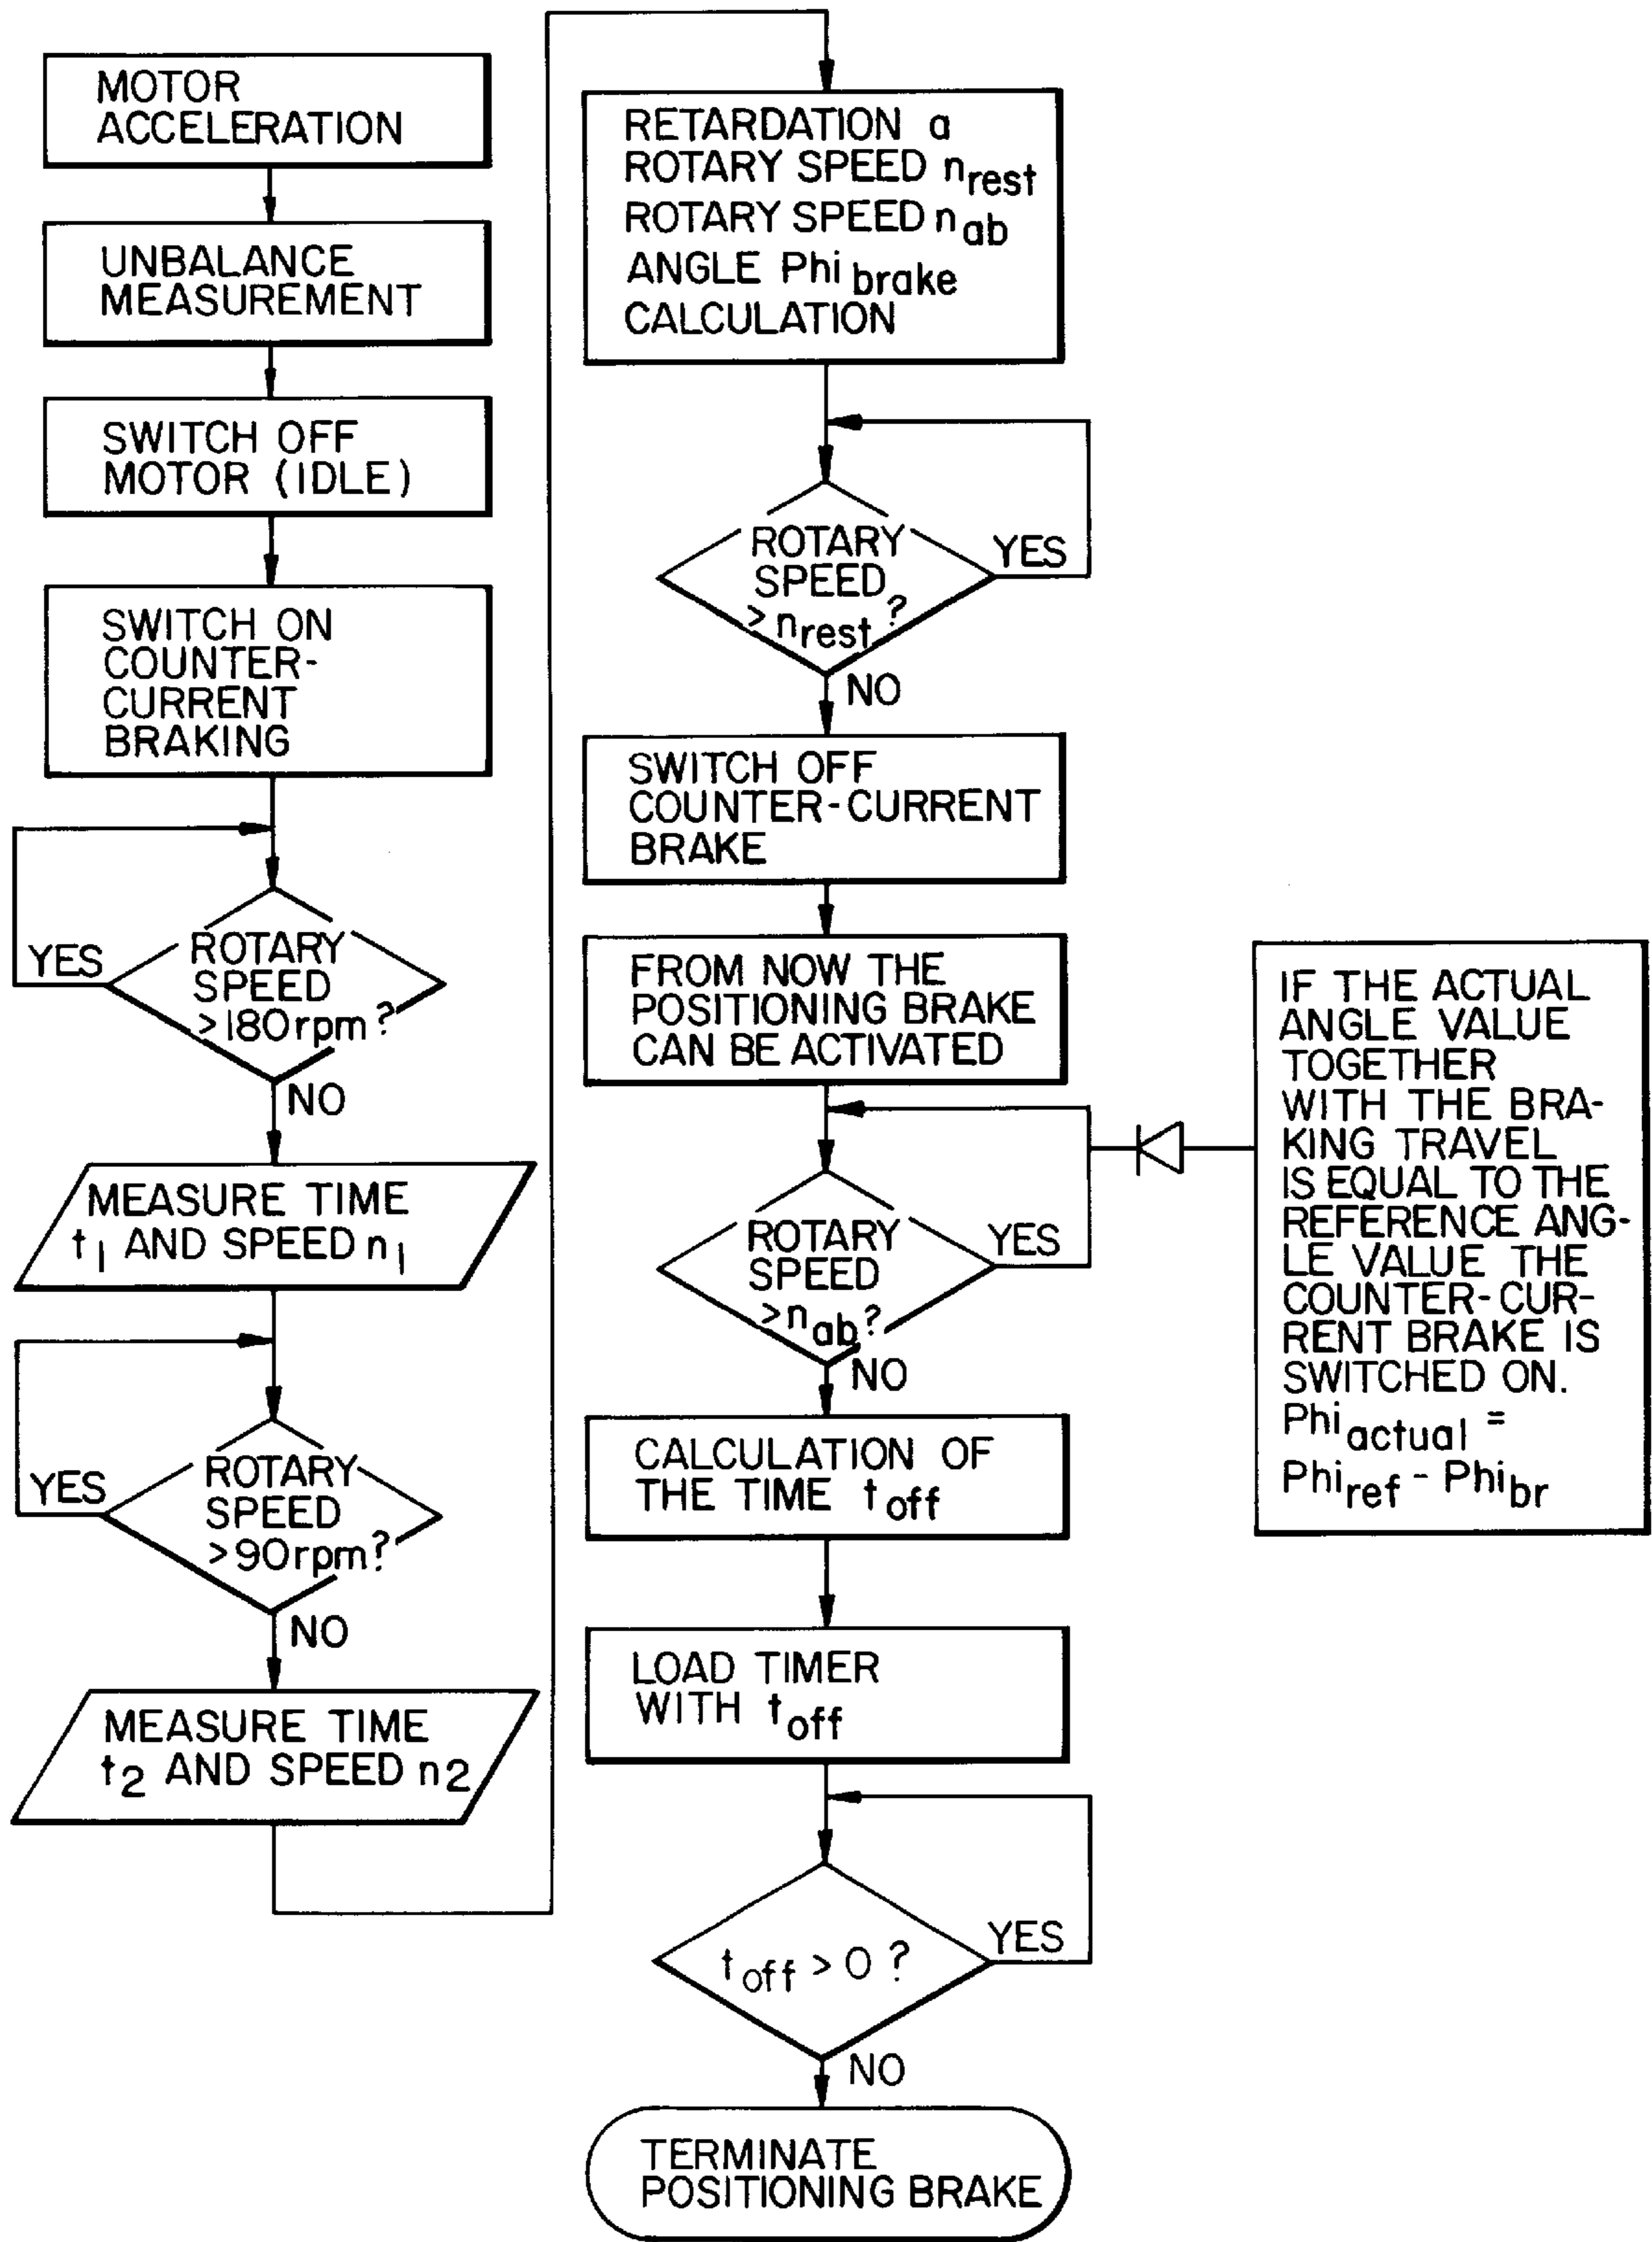 MOTOR
ACCELERATION
UNBALANCE
MEASUREMENT
SWITCH OFF
MOTOR (IDLE)
SWITCH ON
COUNTER-
CURRENT
BRAKING
YES
ROTARY
SPEED
>180rpm?
NO
MEASURE TIME
t1 AND SPEED n1
YES
ROTARY
SPEED
>90rpm?
NO
MEASURE TIME
t2 AND SPEED n2
RETARDATION a
ROTARY SPEED nrest
ROTARY SPEED nab
ANGLE Phi brake
CALCULATION
ROTARY
SPEED
>nrest?
YES
NO
SWITCH OFF
COUNTER-CURRENT
BRAKE
FROM NOW THE
POSITIONING BRAKE
CAN BE ACTIVATED
ROTARY
SPEED
>nab?
YES
NO
CALCULATION OF
THE TIME toff
LOAD TIMER
WITH toff
toff > 0 ?
YES
NO
TERMINATE
POSITIONING BRAKE
IF THE ACTUAL
ANGLE VALUE
TOGETHER
WITH THE BRA-
KING TRAVEL
IS EQUAL TO THE
REFERENCE ANG-
LE VALUE THE
COUNTER-CUR-
RENT BRAKE IS
SWITCHED ON.
Phiactual =
Phiref - Phibr